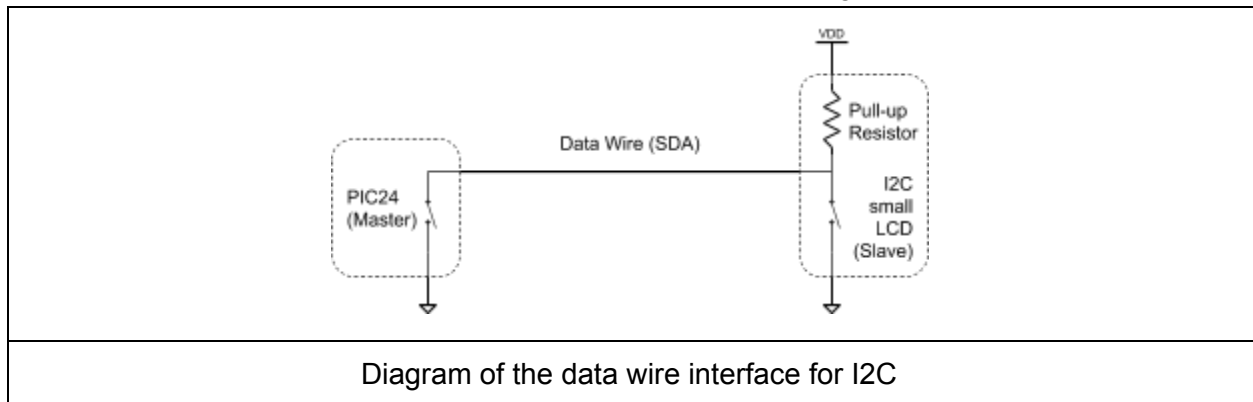 VDD
Pull-up
Resistor
Data Wire (SDA)
PIC24
(Master)
I2C
small
LCD
(Slave)
Diagram of the data wire interface for I2C